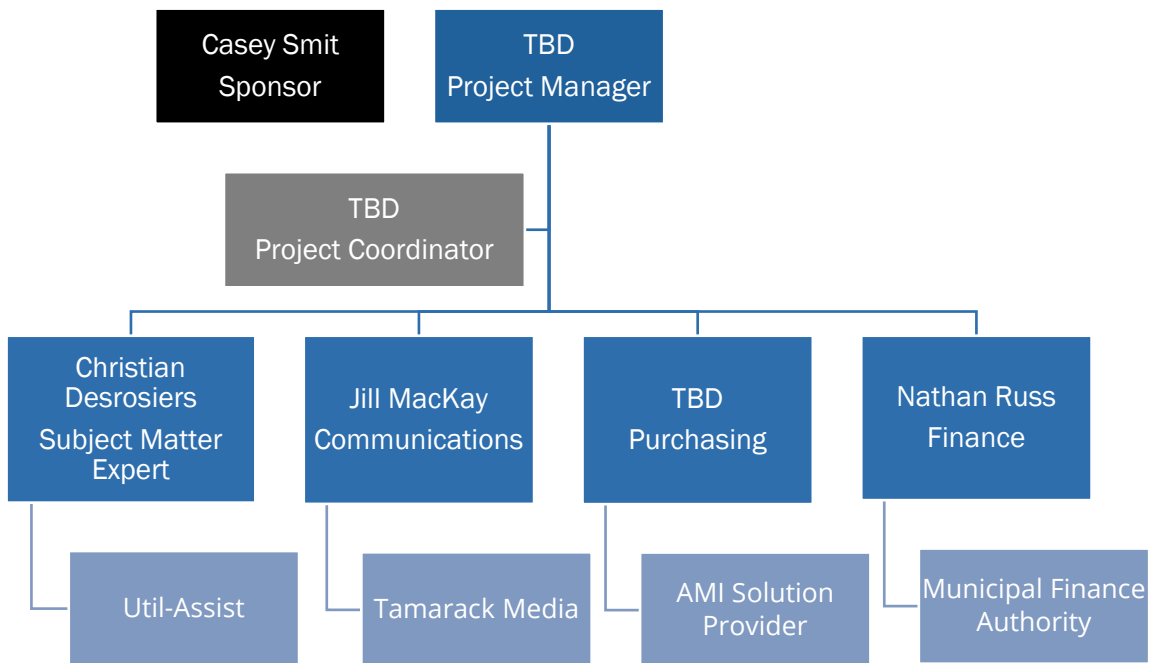 Casey Smit
Sponsor
TBD
Project Manager
TBD
Project Coordinator
Christian
Desrosiers
Subject Matter
Expert
Jill MacKay
Communications
TBD
Purchasing
Nathan Russ
Finance
Util-Assist
Tamarack Media
AMI Solution
Provider
Municipal Finance
Authority